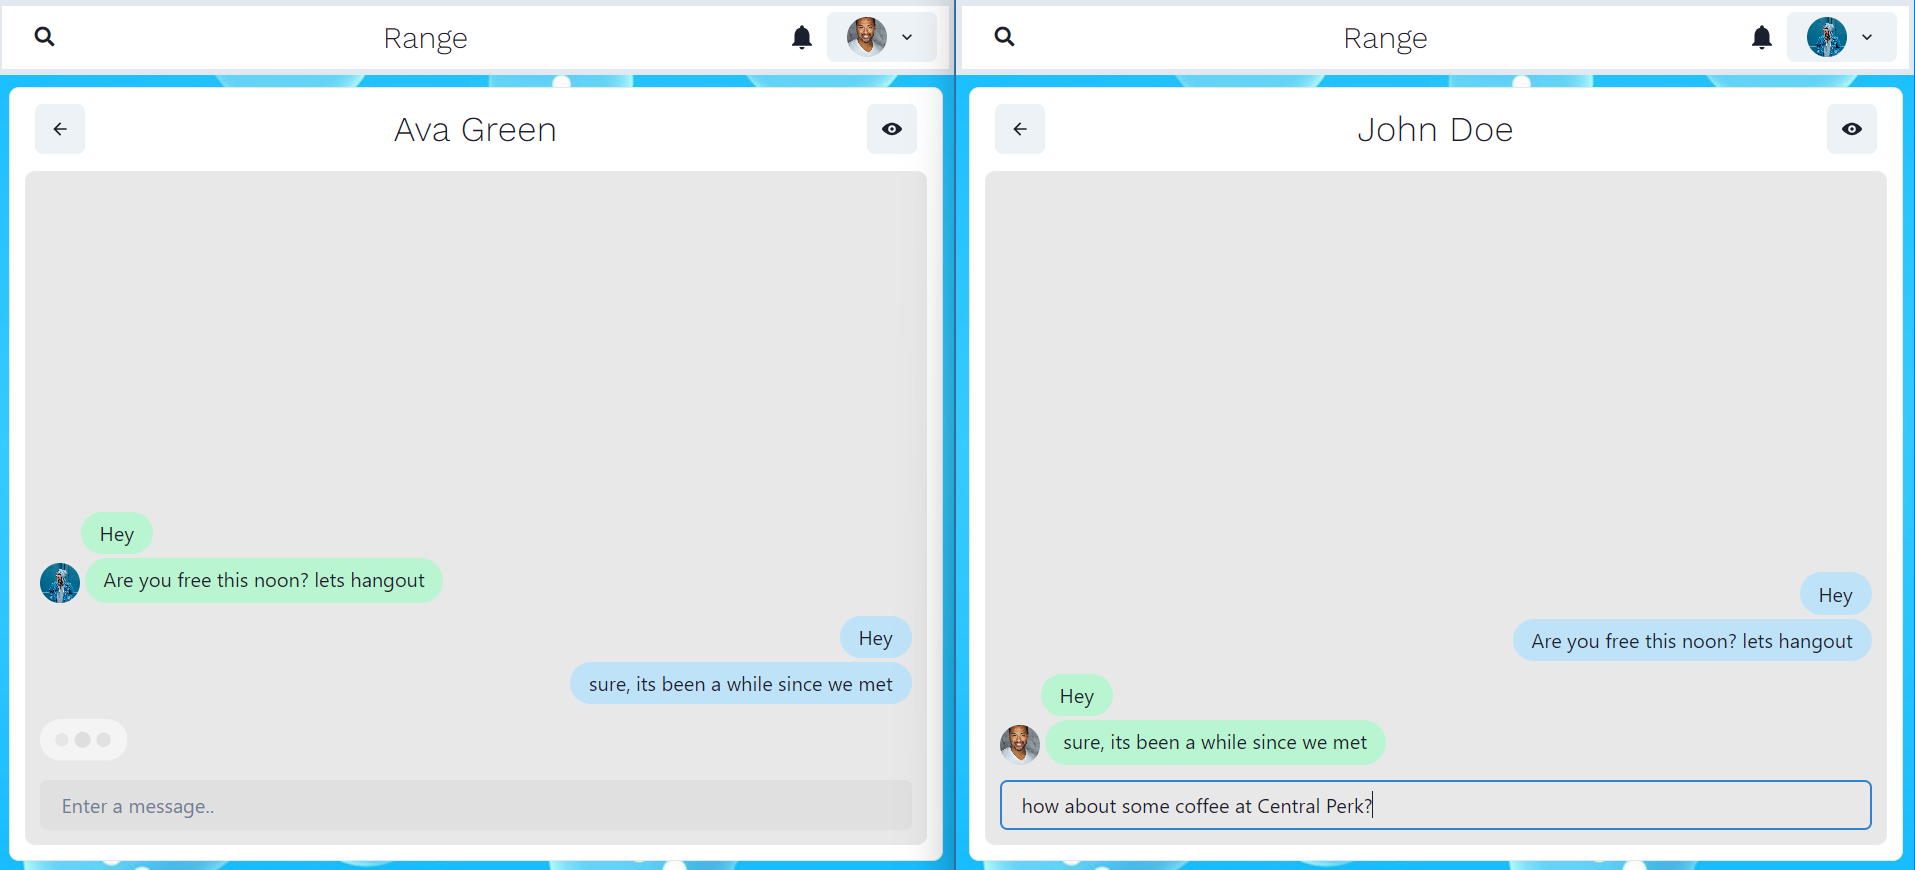 Range
Ava Green
Hey
Are you free this noon? lets hangout
Hey
sure, its been a while since we met
Enter a message..
Range
John Doe
Hey
Are you free this noon? lets hangout
Hey
sure, its been a while since we met
how about some coffee at Central Perk?